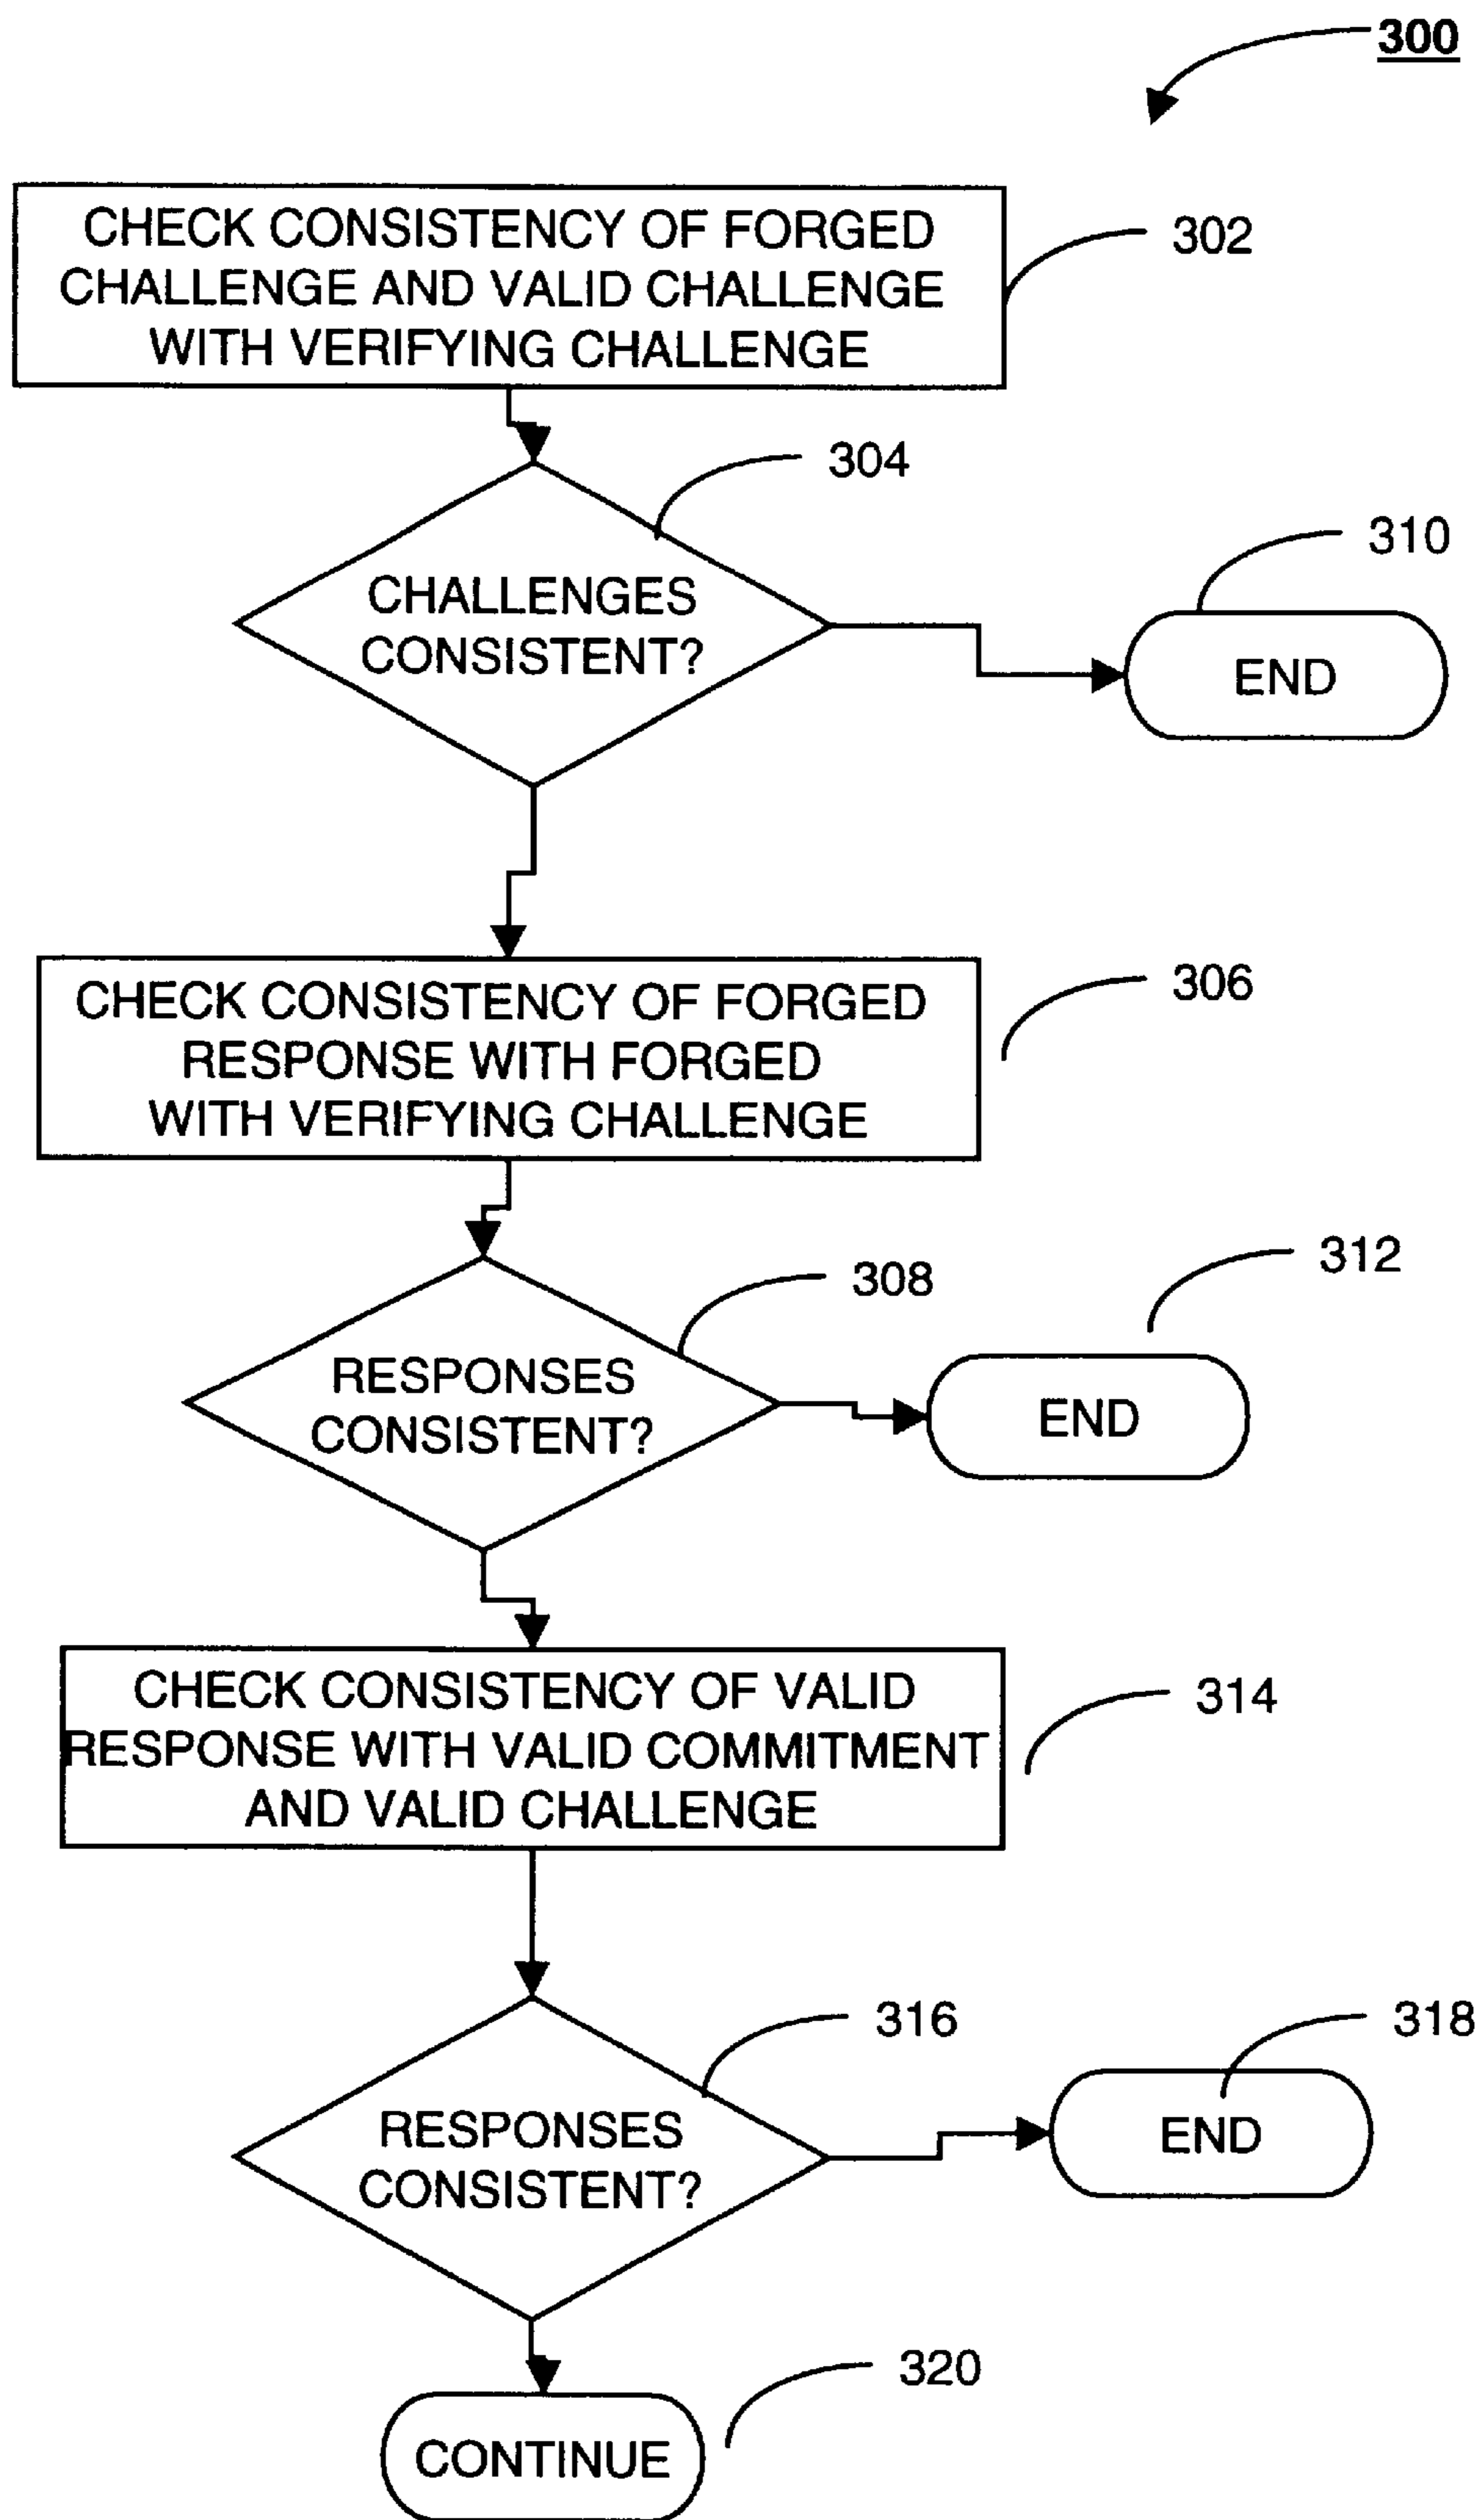 300
CHECK CONSISTENCY OF FORGED
CHALLENGE AND VALID CHALLENGE
WITH VERIFYING CHALLENGE
302
304
CHALLENGES
CONSISTENT?
310
END
CHECK CONSISTENCY OF FORGED
RESPONSE WITH FORGED
WITH VERIFYING CHALLENGE
306
308
RESPONSES
CONSISTENT?
312
END
CHECK CONSISTENCY OF VALID
RESPONSE WITH VALID COMMITMENT
AND VALID CHALLENGE
314
316
RESPONSES
CONSISTENT?
318
END
320
CONTINUE